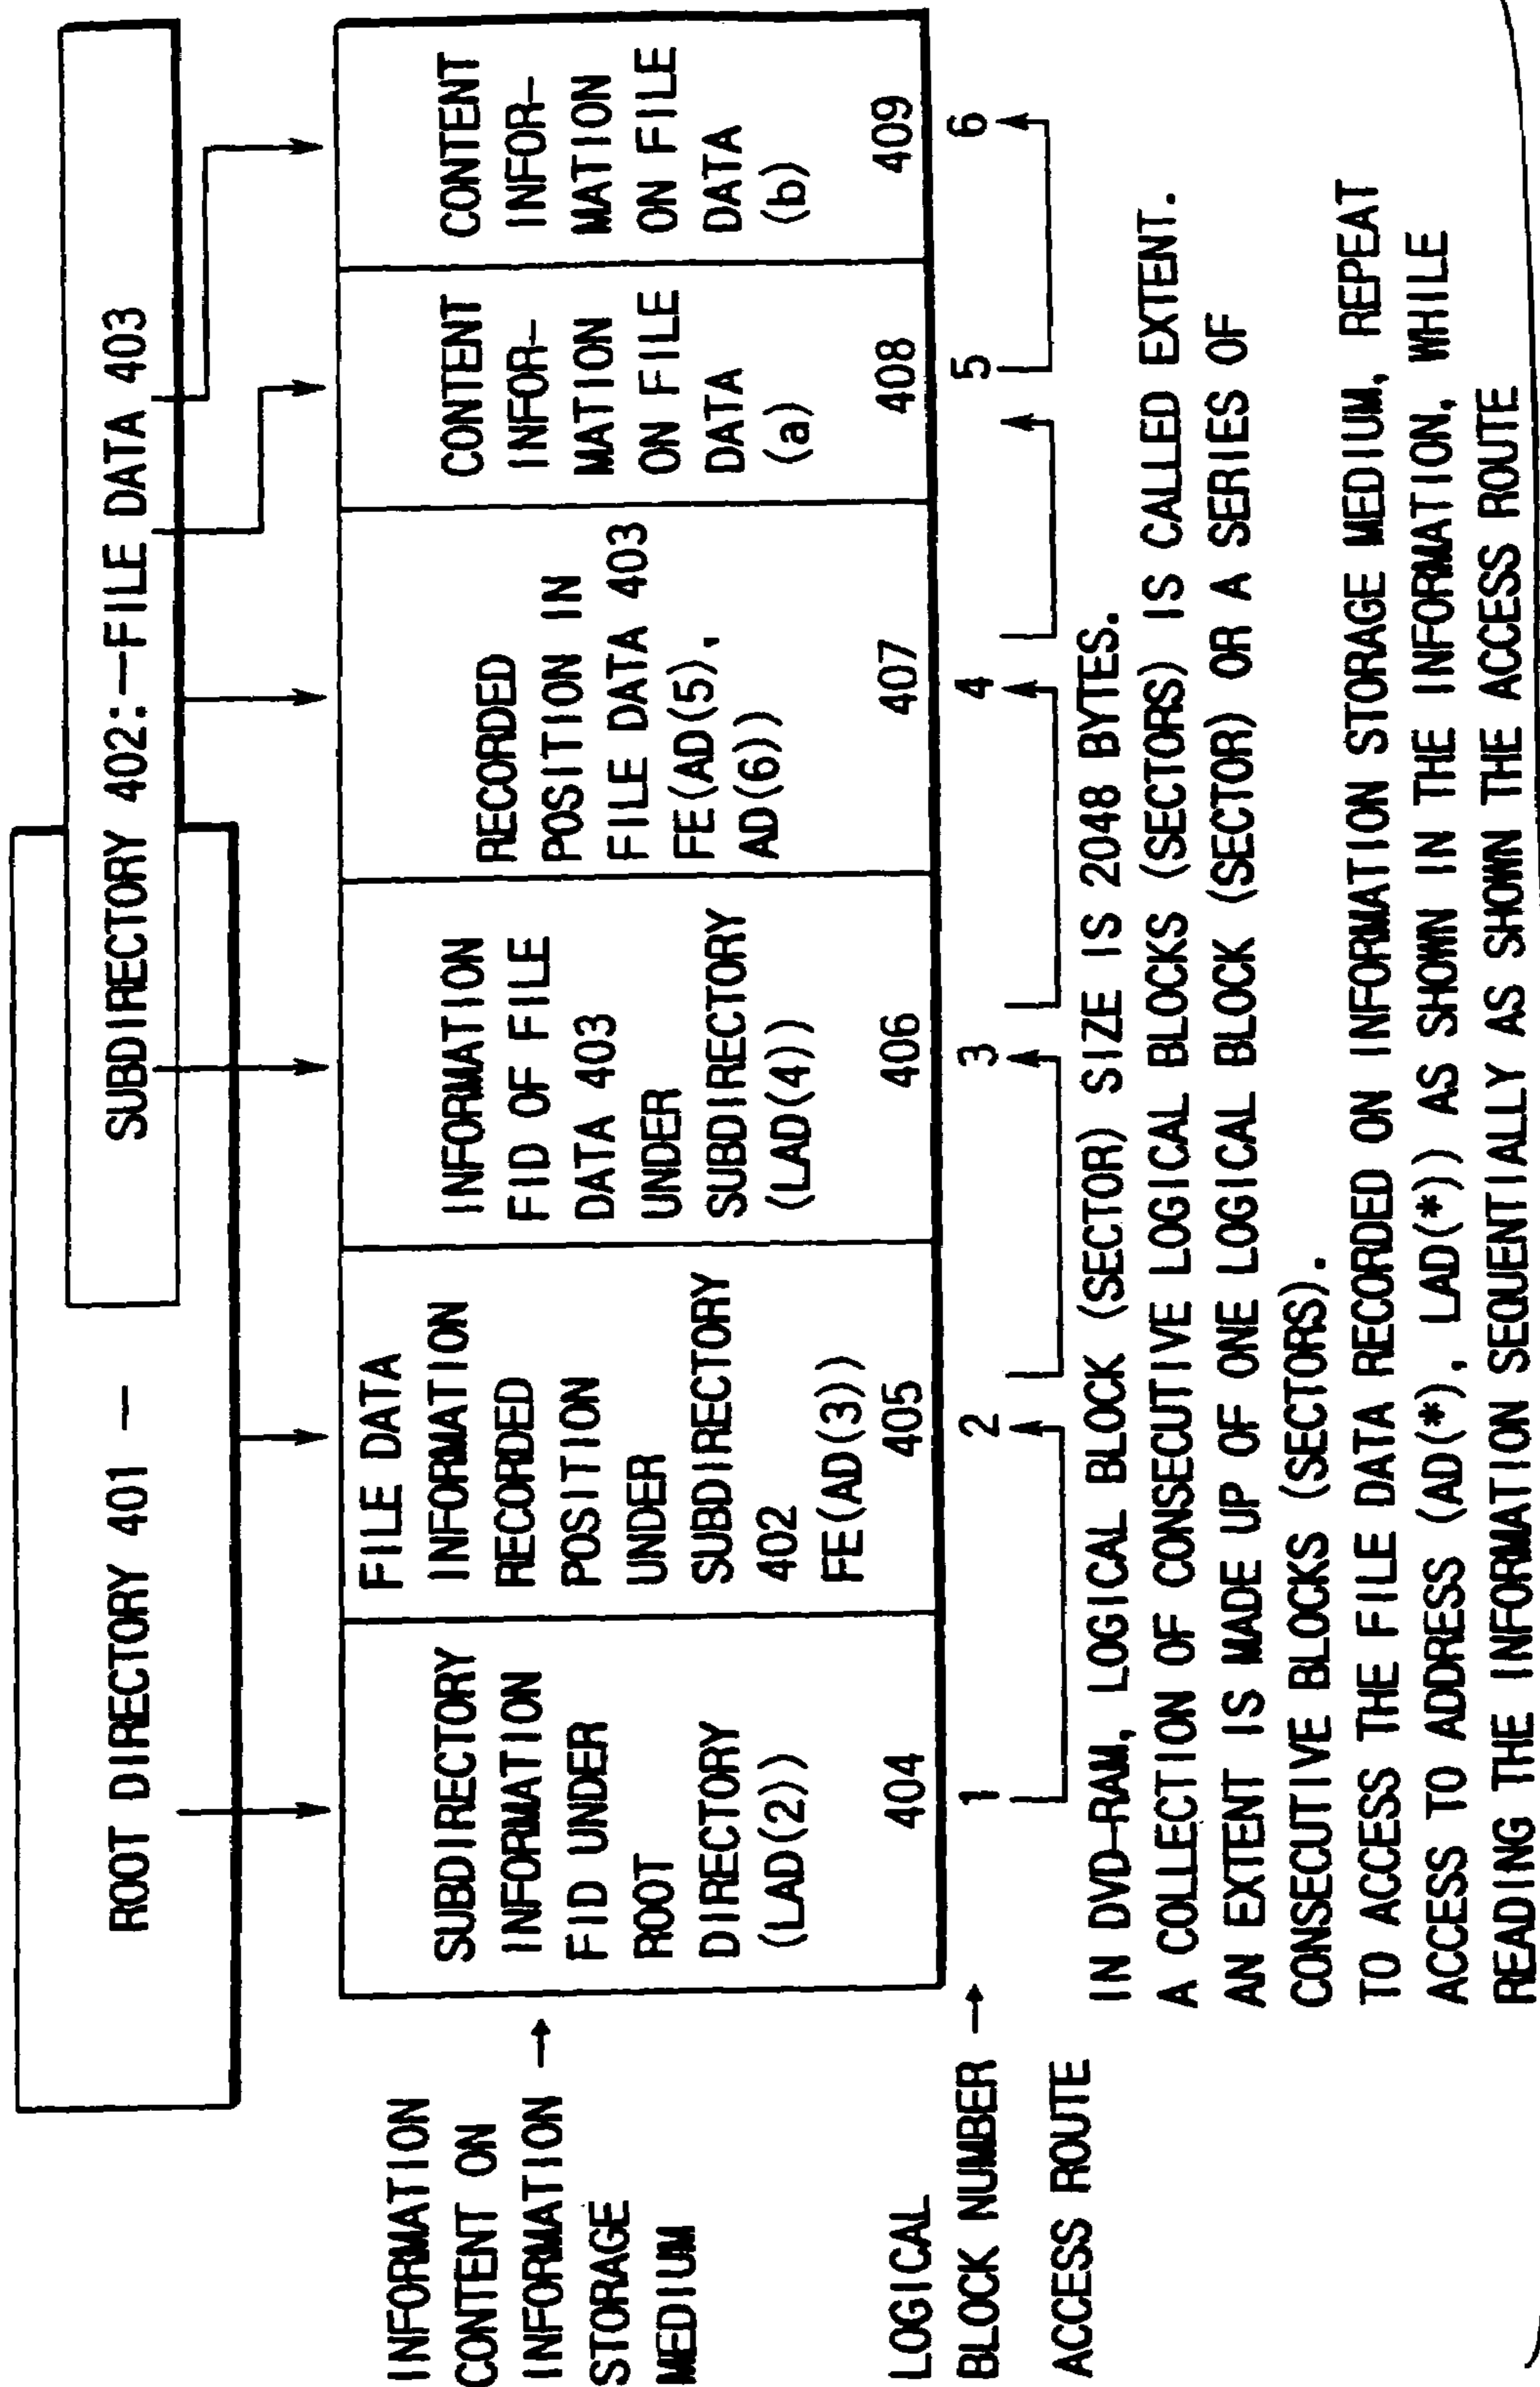 ROOT DIRECTORY 401 —
SUBDIRECTORY 402:—FILE DATA 403
INFORMATION
CONTENT ON
INFORMATION →
STORAGE
MEDIUM
SUBDIRECTORY
INFORMATION
FID UNDER
ROOT
DIRECTORY
(LAD(2))
404
FILE DATA
INFORMATION
RECORDED
POSITION
UNDER
SUBDIRECTORY
402
FE(AD(3))
405
INFORMATION
FID OF FILE
DATA 403
UNDER
SUBDIRECTORY
(LAD(4))
406
RECORDED
POSITION IN
FILE DATA 403
FE(AD(5),
AD(6))
407
CONTENT
INFOR-
MATION
ON FILE
DATA
(a)
408
CONTENT
INFOR-
MATION
ON FILE
DATA
(b)
409
LOGICAL
BLOCK NUMBER →
1 2 3 4 5 6
ACCESS ROUTE
IN DVD-RAM, LOGICAL BLOCK (SECTOR) SIZE IS 2048 BYTES.
A COLLECTION OF CONSECUTIVE LOGICAL BLOCKS (SECTORS) IS CALLED EXTENT.
AN EXTENT IS MADE UP OF ONE LOGICAL BLOCK (SECTOR) OR A SERIES OF
CONSECUTIVE BLOCKS (SECTORS).
TO ACCESS THE FILE DATA RECORDED ON INFORMATION STORAGE MEDIUM, REPEAT
ACCESS TO ADDRESS (AD(*), LAD(*)) AS SHOWN IN THE INFORMATION, WHILE
READING THE INFORMATION SEQUENTIALLY AS SHOWN THE ACCESS ROUTE